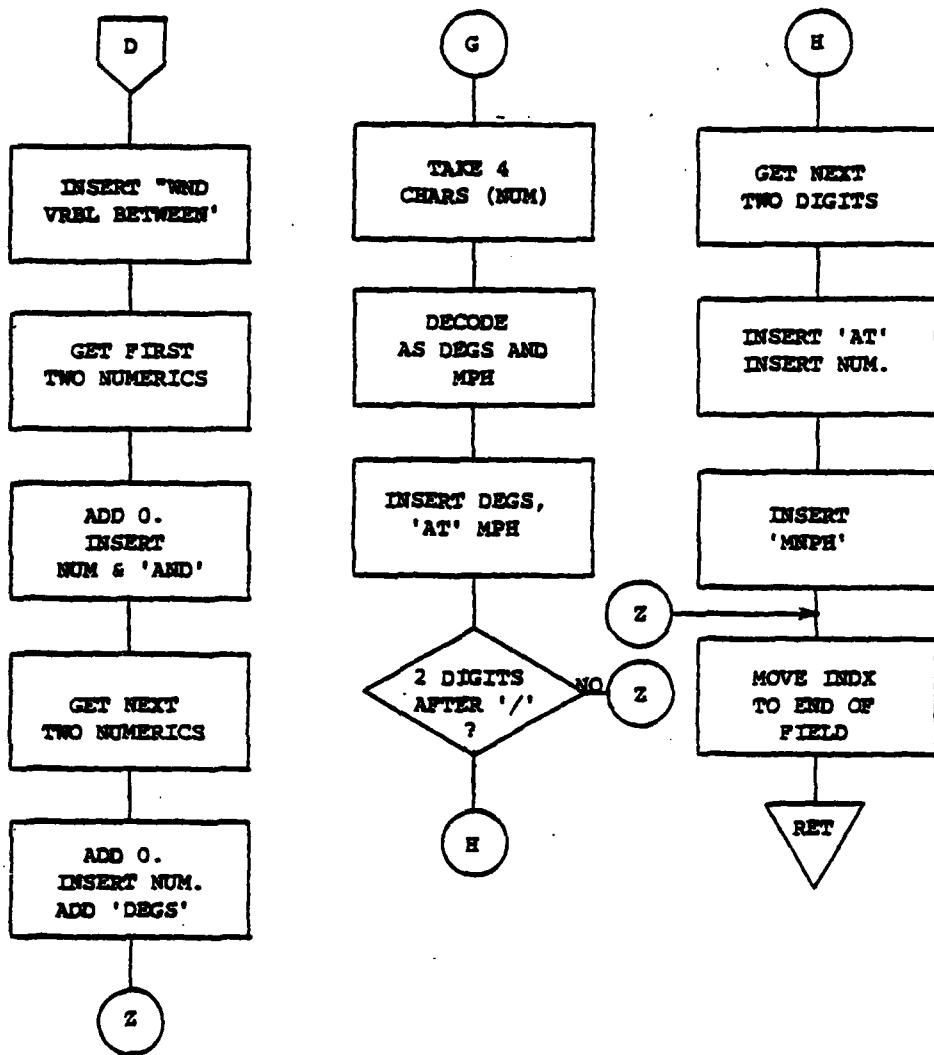 D
INSERT "WND
VRBL BETWEEN'
GET FIRST
TWO NUMERICS
ADD 0.
INSERT
NUM & 'AND'
GET NEXT
TWO NUMERICS
ADD 0.
INSERT NUM.
ADD 'DEGS'
Z
G
TAKE 4
CHARS (NUM)
DECODE
AS DEGS AND
MPH
INSERT DEGS,
'AT' MPH
2 DIGITS
AFTER '/'
?
NO
Z
H
H
GET NEXT
TWO DIGITS
INSERT 'AT'
INSERT NUM.
INSERT
'MNPH'
Z
MOVE INDX
TO END OF
FIELD
RET